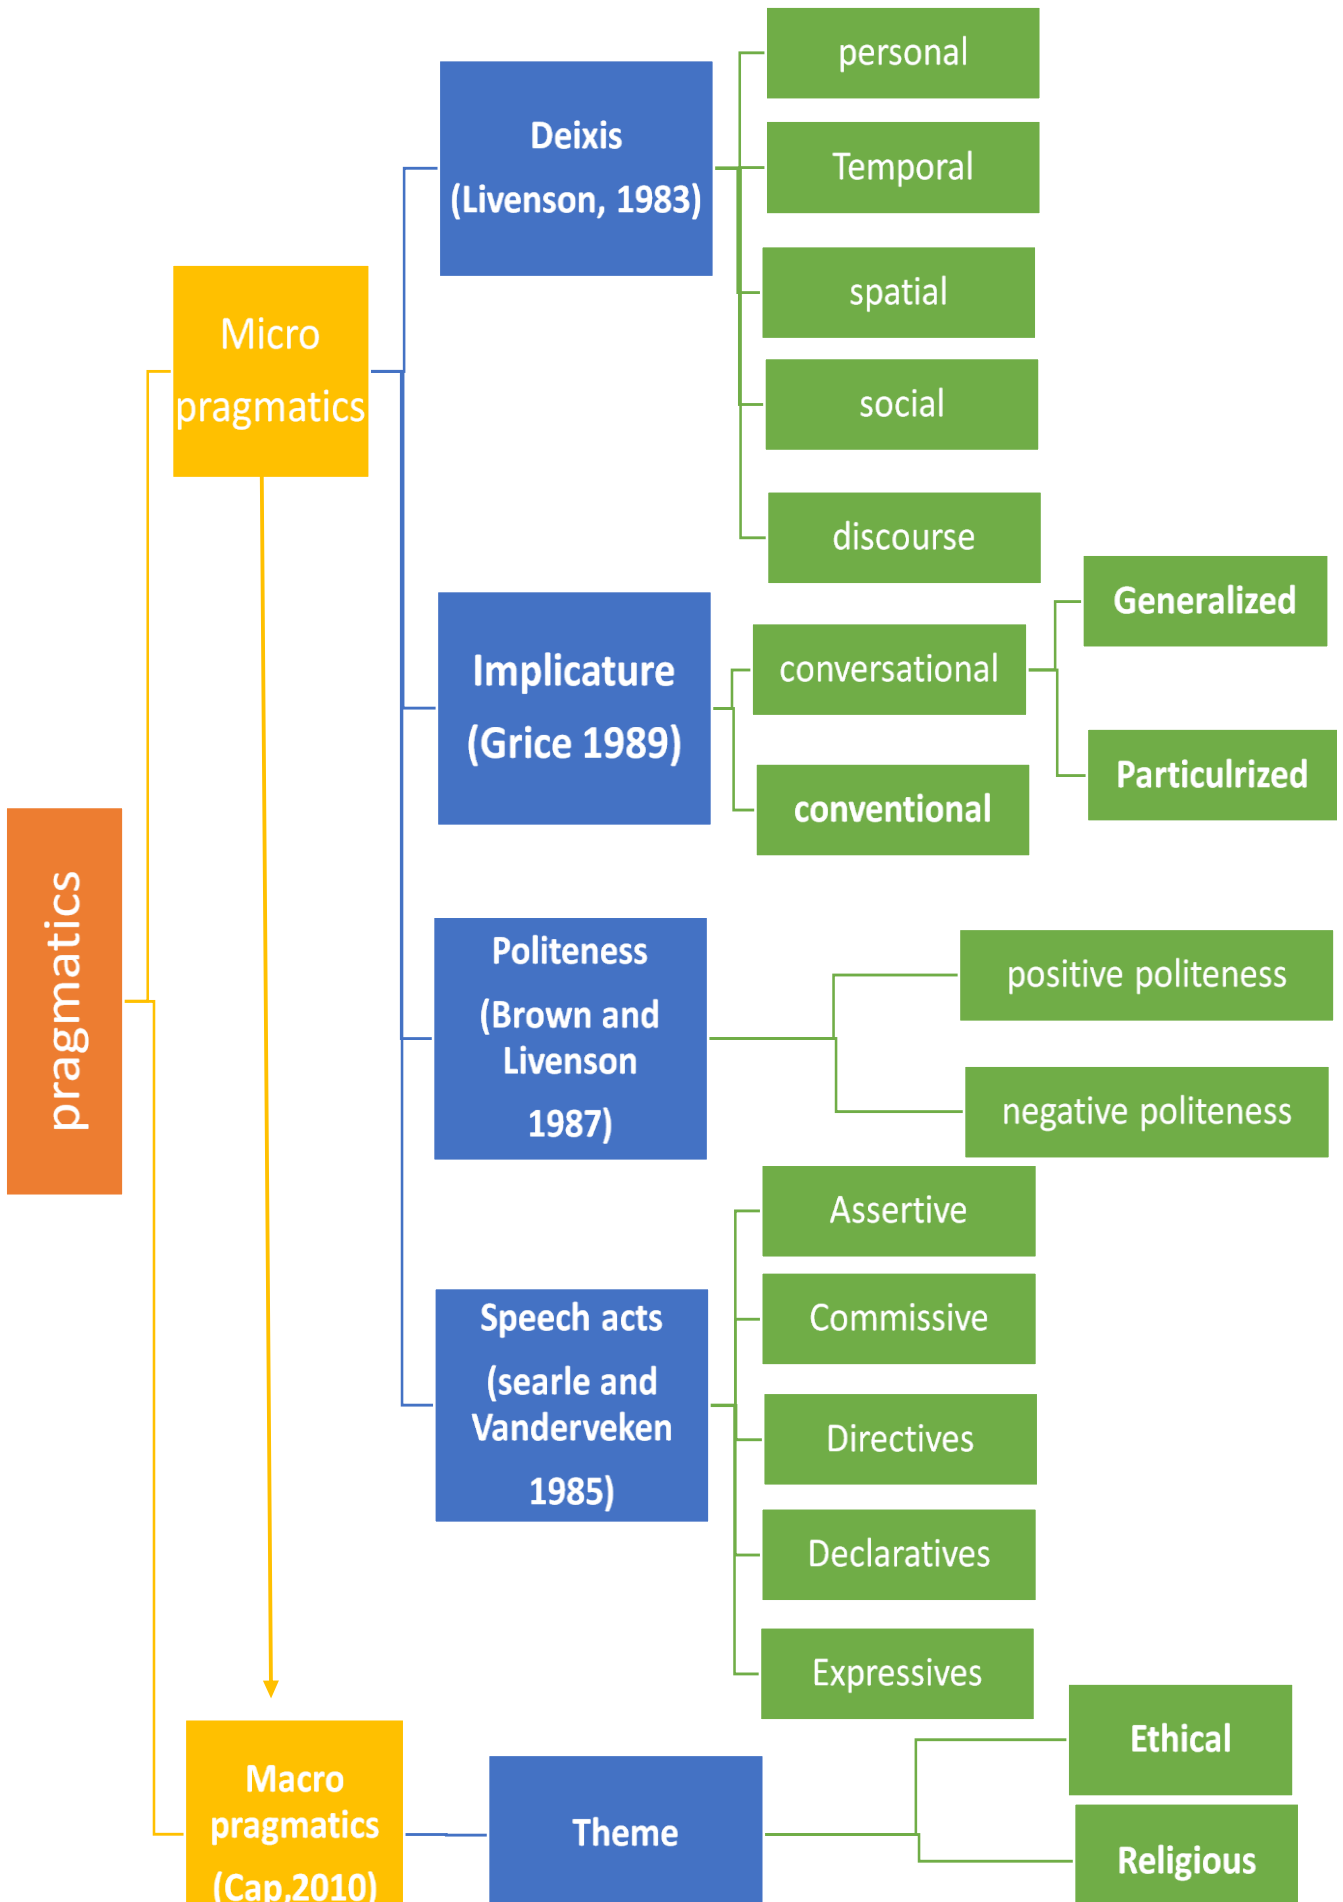 pragmatics
Micro
pragmatics
Deixis
(Livenson, 1983)
personal
Temporal
spatial
social
discourse
Implicature
(Grice 1989)
conversational
Generalized
Particulrized
conventional
Politeness
(Brown and
Livenson
1987)
positive politeness
negative politeness
Speech acts
(searle and
Vanderveken
1985)
Assertive
Commissive
Directives
Declaratives
Expressives
Macro
pragmatics
(Cap,2010)
Theme
Ethical
Religious